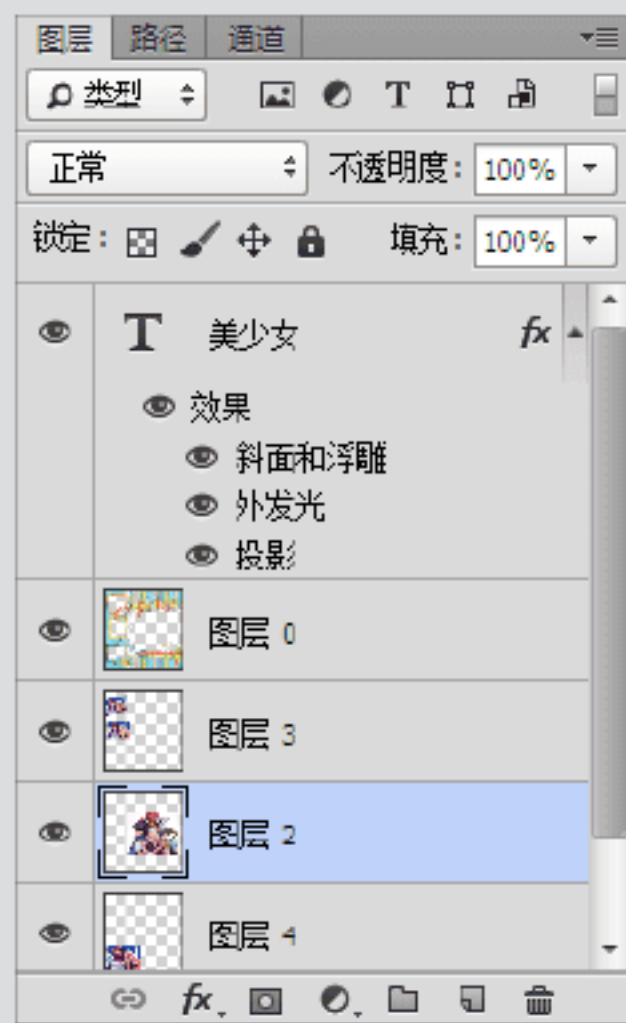 图层 路径 通道
类型 T
正常 不透明度： 100%
锁定： 填充： 100%
T 美少女 fx
效果
斜面和浮雕
外发光
投影
图层 0
图层 3
图层 2
图层 4
fx